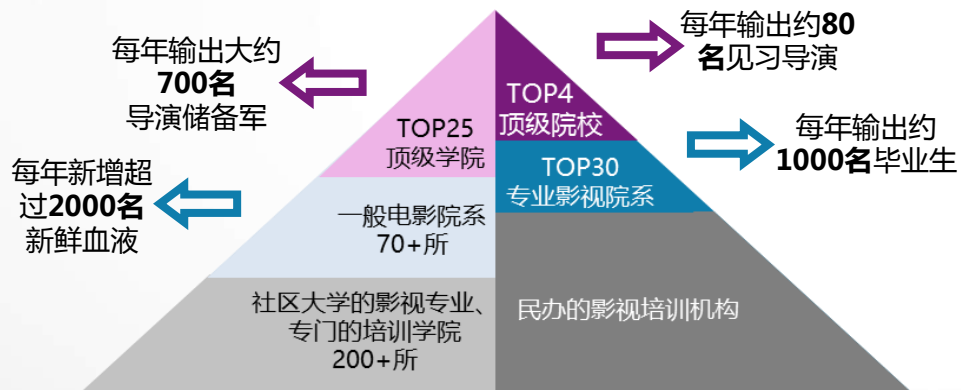 每年输出大约
700名
导演储备军
每年新增超
过2000名
新鲜血液
TOP25
顶级学院
一般电影院系
70+所
社区大学的影视专业、
专门的培训学院
200+所
TOP4
顶级院校
TOP30
专业影视院系
民办的影视培训机构
每年输出约80
名见习导演
每年输出约
1000名毕业生